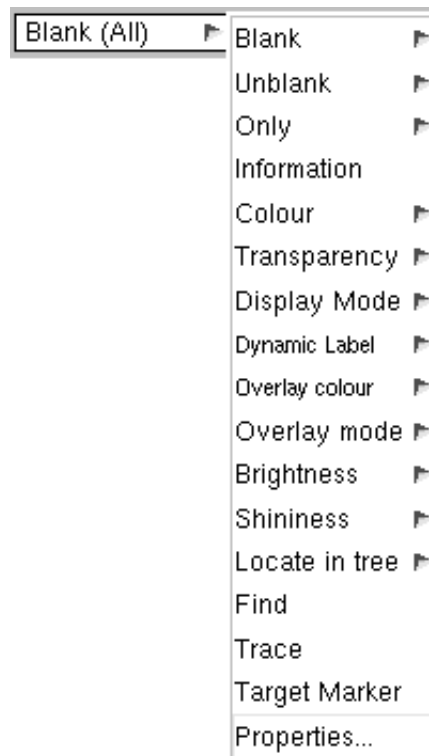 Blank (All)
Blank
Unblank
Only
Information
Colour
Transparency
Display Mode
Dynamic Label
Overlay colour
Overlay mode
Brightness
Shininess
Locate in tree
Find
Trace
Target Marker
Properties...